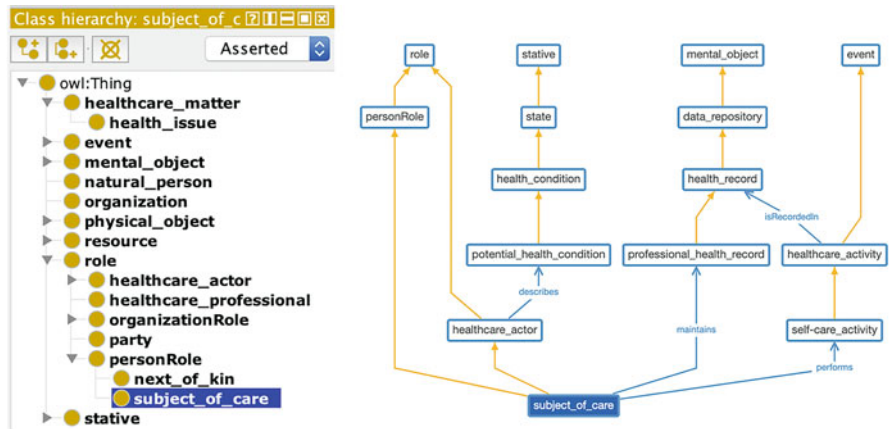 Class hierarchy: subject_of_c
Asserted
owl:Thing
healthcare_matter
health_issue
event
mental_object
natural_person
organization
physical_object
resource
role
healthcare_actor
healthcare_professional
organizationRole
party
personRole
next_of_kin
subject_of_care
stative
role
stative
mental_object
event
personRole
state
data_repository
health_condition
health_record
isRecordedIn
potential_health_condition
professional_health_record
healthcare_activity
describes
healthcare_actor
maintains
self-care_activity
performs
subject_of_care